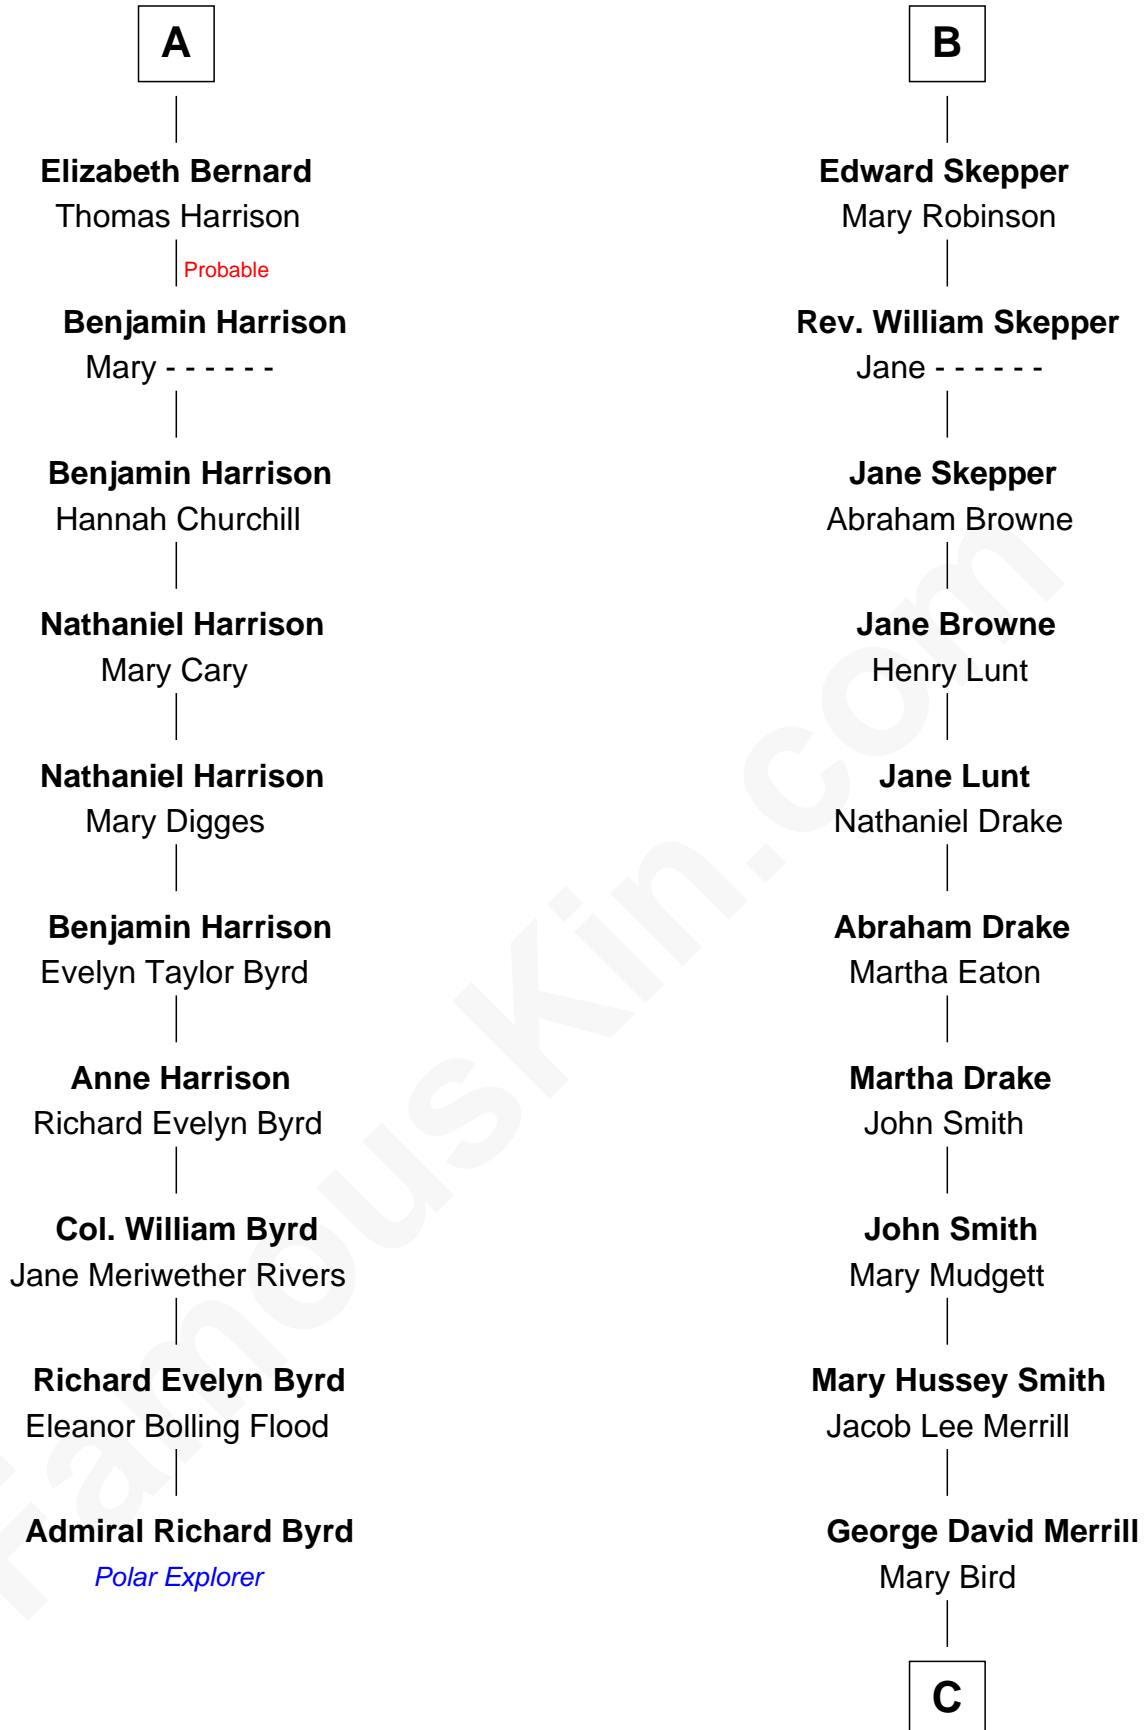 A
Elizabeth Bernard
Thomas Harrison
Probable
Benjamin Harrison
Mary - - - - - -
Benjamin Harrison
Hannah Churchill
Nathaniel Harrison
Mary Cary
Nathaniel Harrison
Mary Digges
Benjamin Harrison
Evelyn Taylor Byrd
Anne Harrison
Richard Evelyn Byrd
Col. William Byrd
Jane Meriwether Rivers
Richard Evelyn Byrd
Eleanor Bolling Flood
Admiral Richard Byrd
Polar Explorer
B
Edward Skepper
Mary Robinson
Rev. William Skepper
Jane - - - - - -
Jane Skepper
Abraham Browne
Jane Browne
Henry Lunt
Jane Lunt
Nathaniel Drake
Abraham Drake
Martha Eaton
Martha Drake
John Smith
John Smith
Mary Mudgett
Mary Hussey Smith
Jacob Lee Merrill
George David Merrill
Mary Bird
C
FamousKin.com